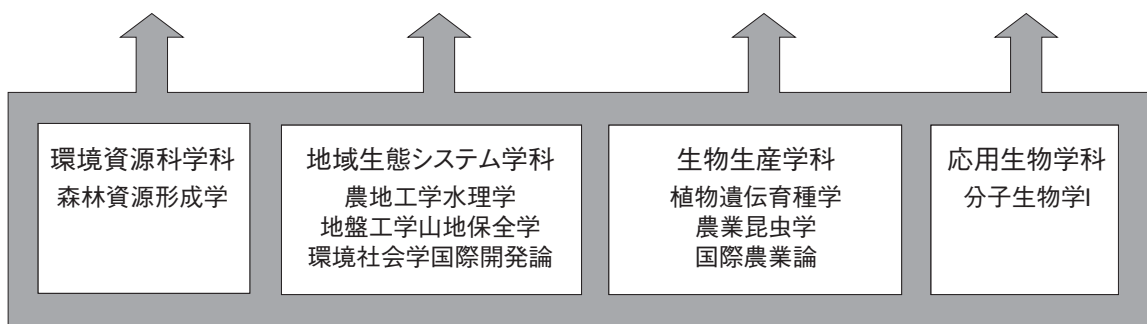 環境資源科学科
森林資源形成学
地域生態システム学科
農地工学水理学
地盤工学山地保全学
環境社会学国際開発論
生物生産学科
植物遺伝育種学
農業昆虫学
国際農業論
応用生物学科
分子生物学I